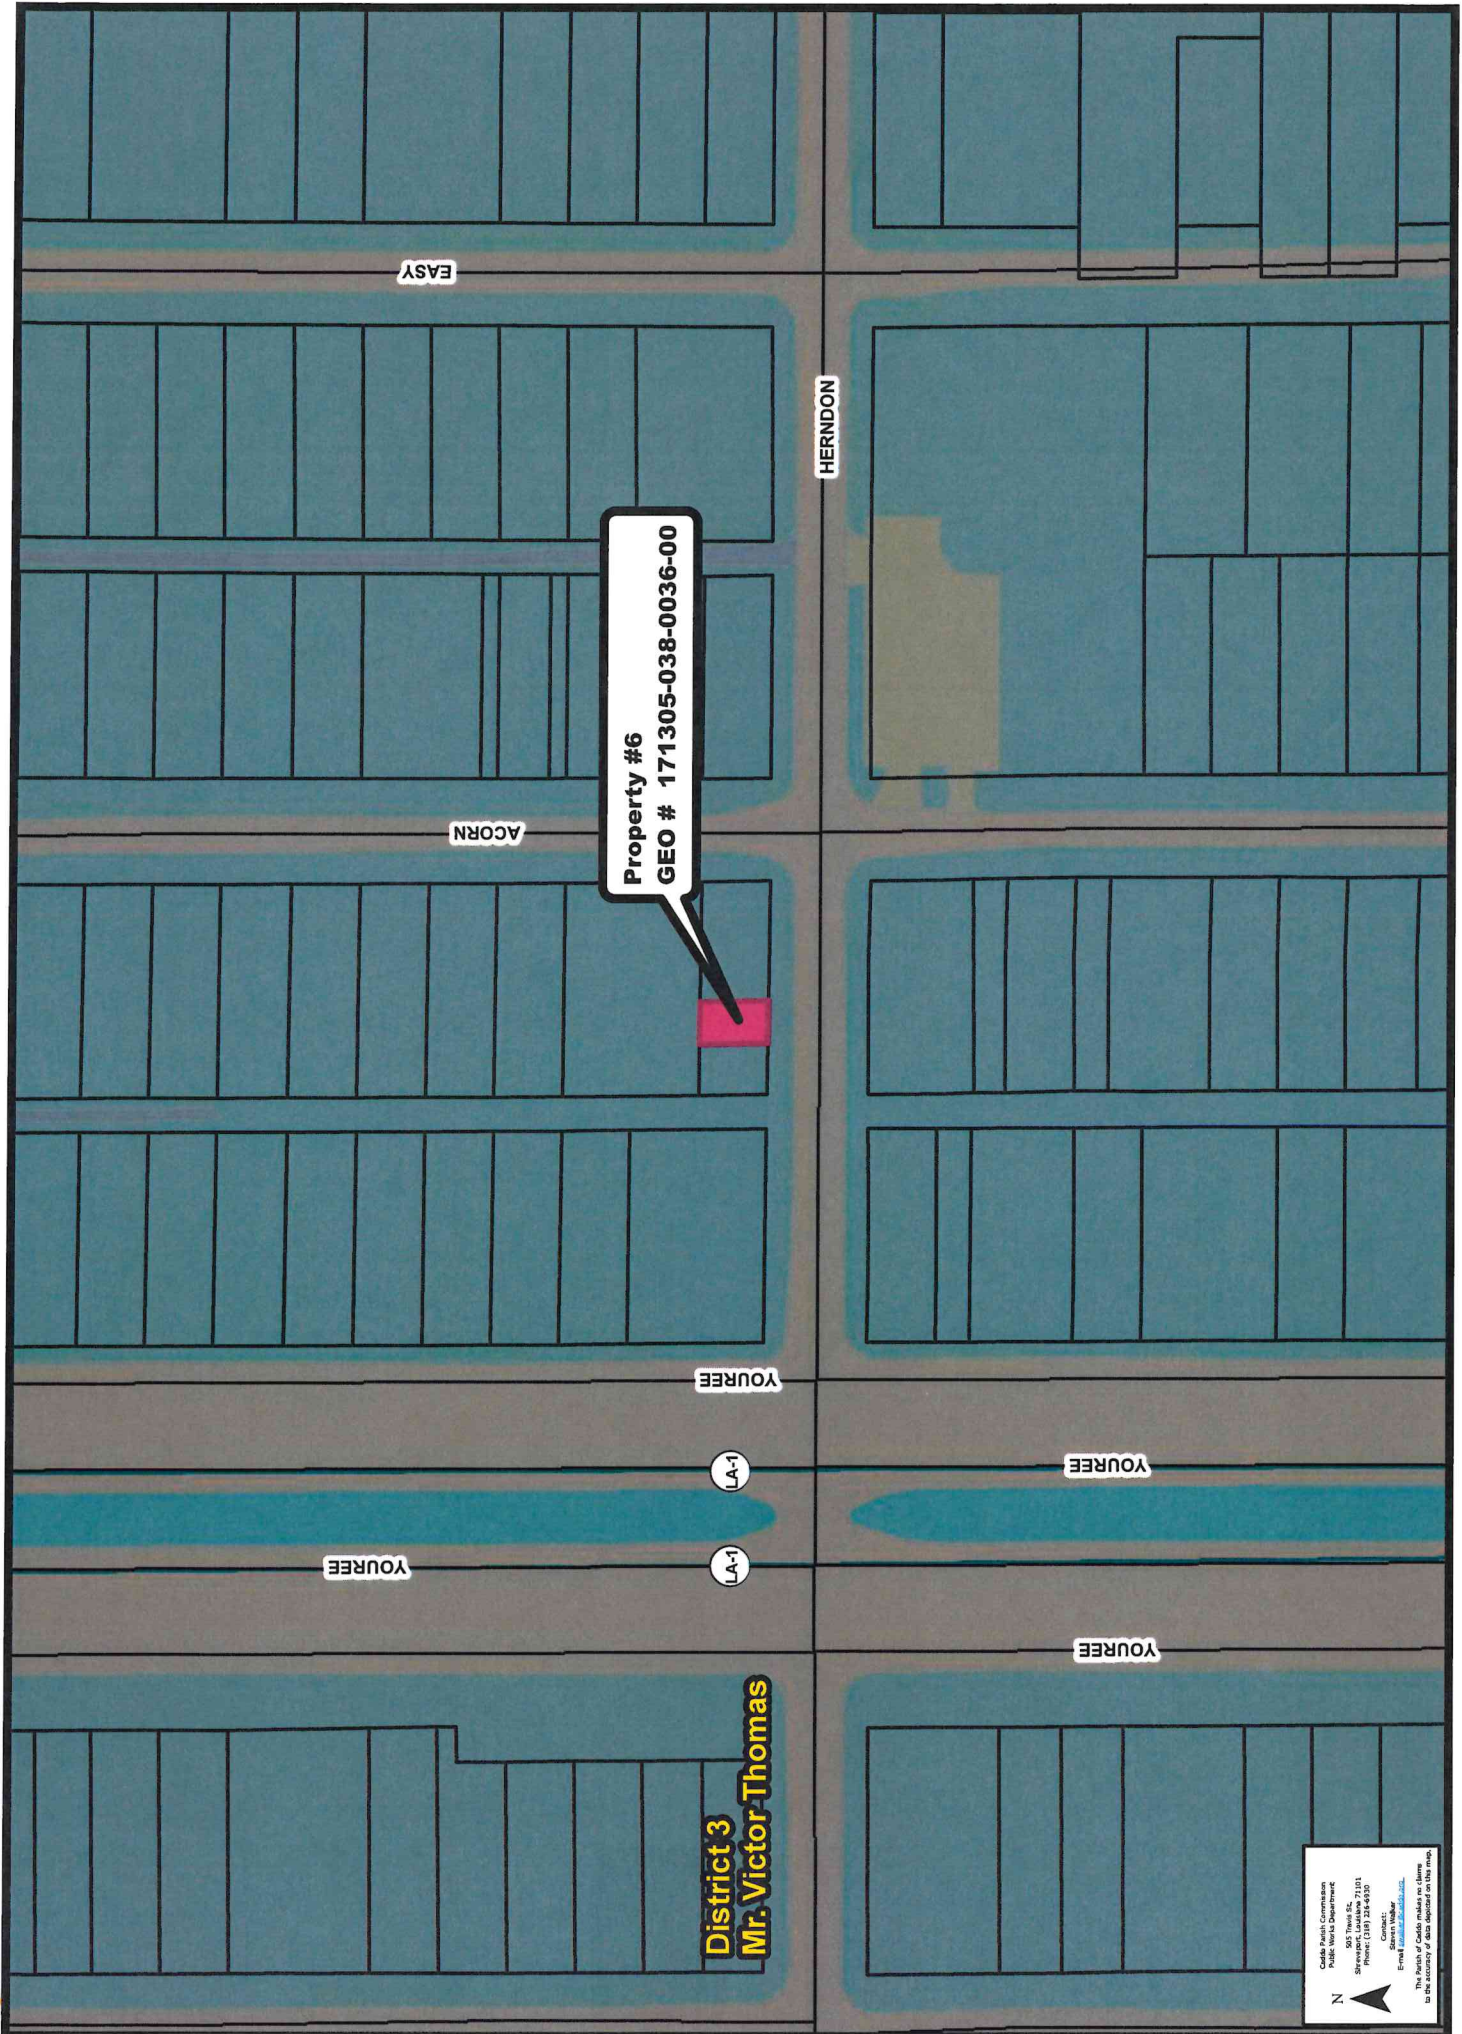 EASY
HERNDON
Property #6
GEO # 171305-038-0036-00
ACORN
YOUREE
LA-1
YOUREE
YOUREE
LA-1
YOUREE
District 3
Mr. Victor Thomas
Caddo Parish Commission
Public Works Department
505 Travis St.
Shreveport, Louisiana 71101
Phone: (318) 226-6930
Contact:
Steven Walker
E-mail
The Parish of Caddo makes no claims
to the accuracy of data depicted on this map.
N